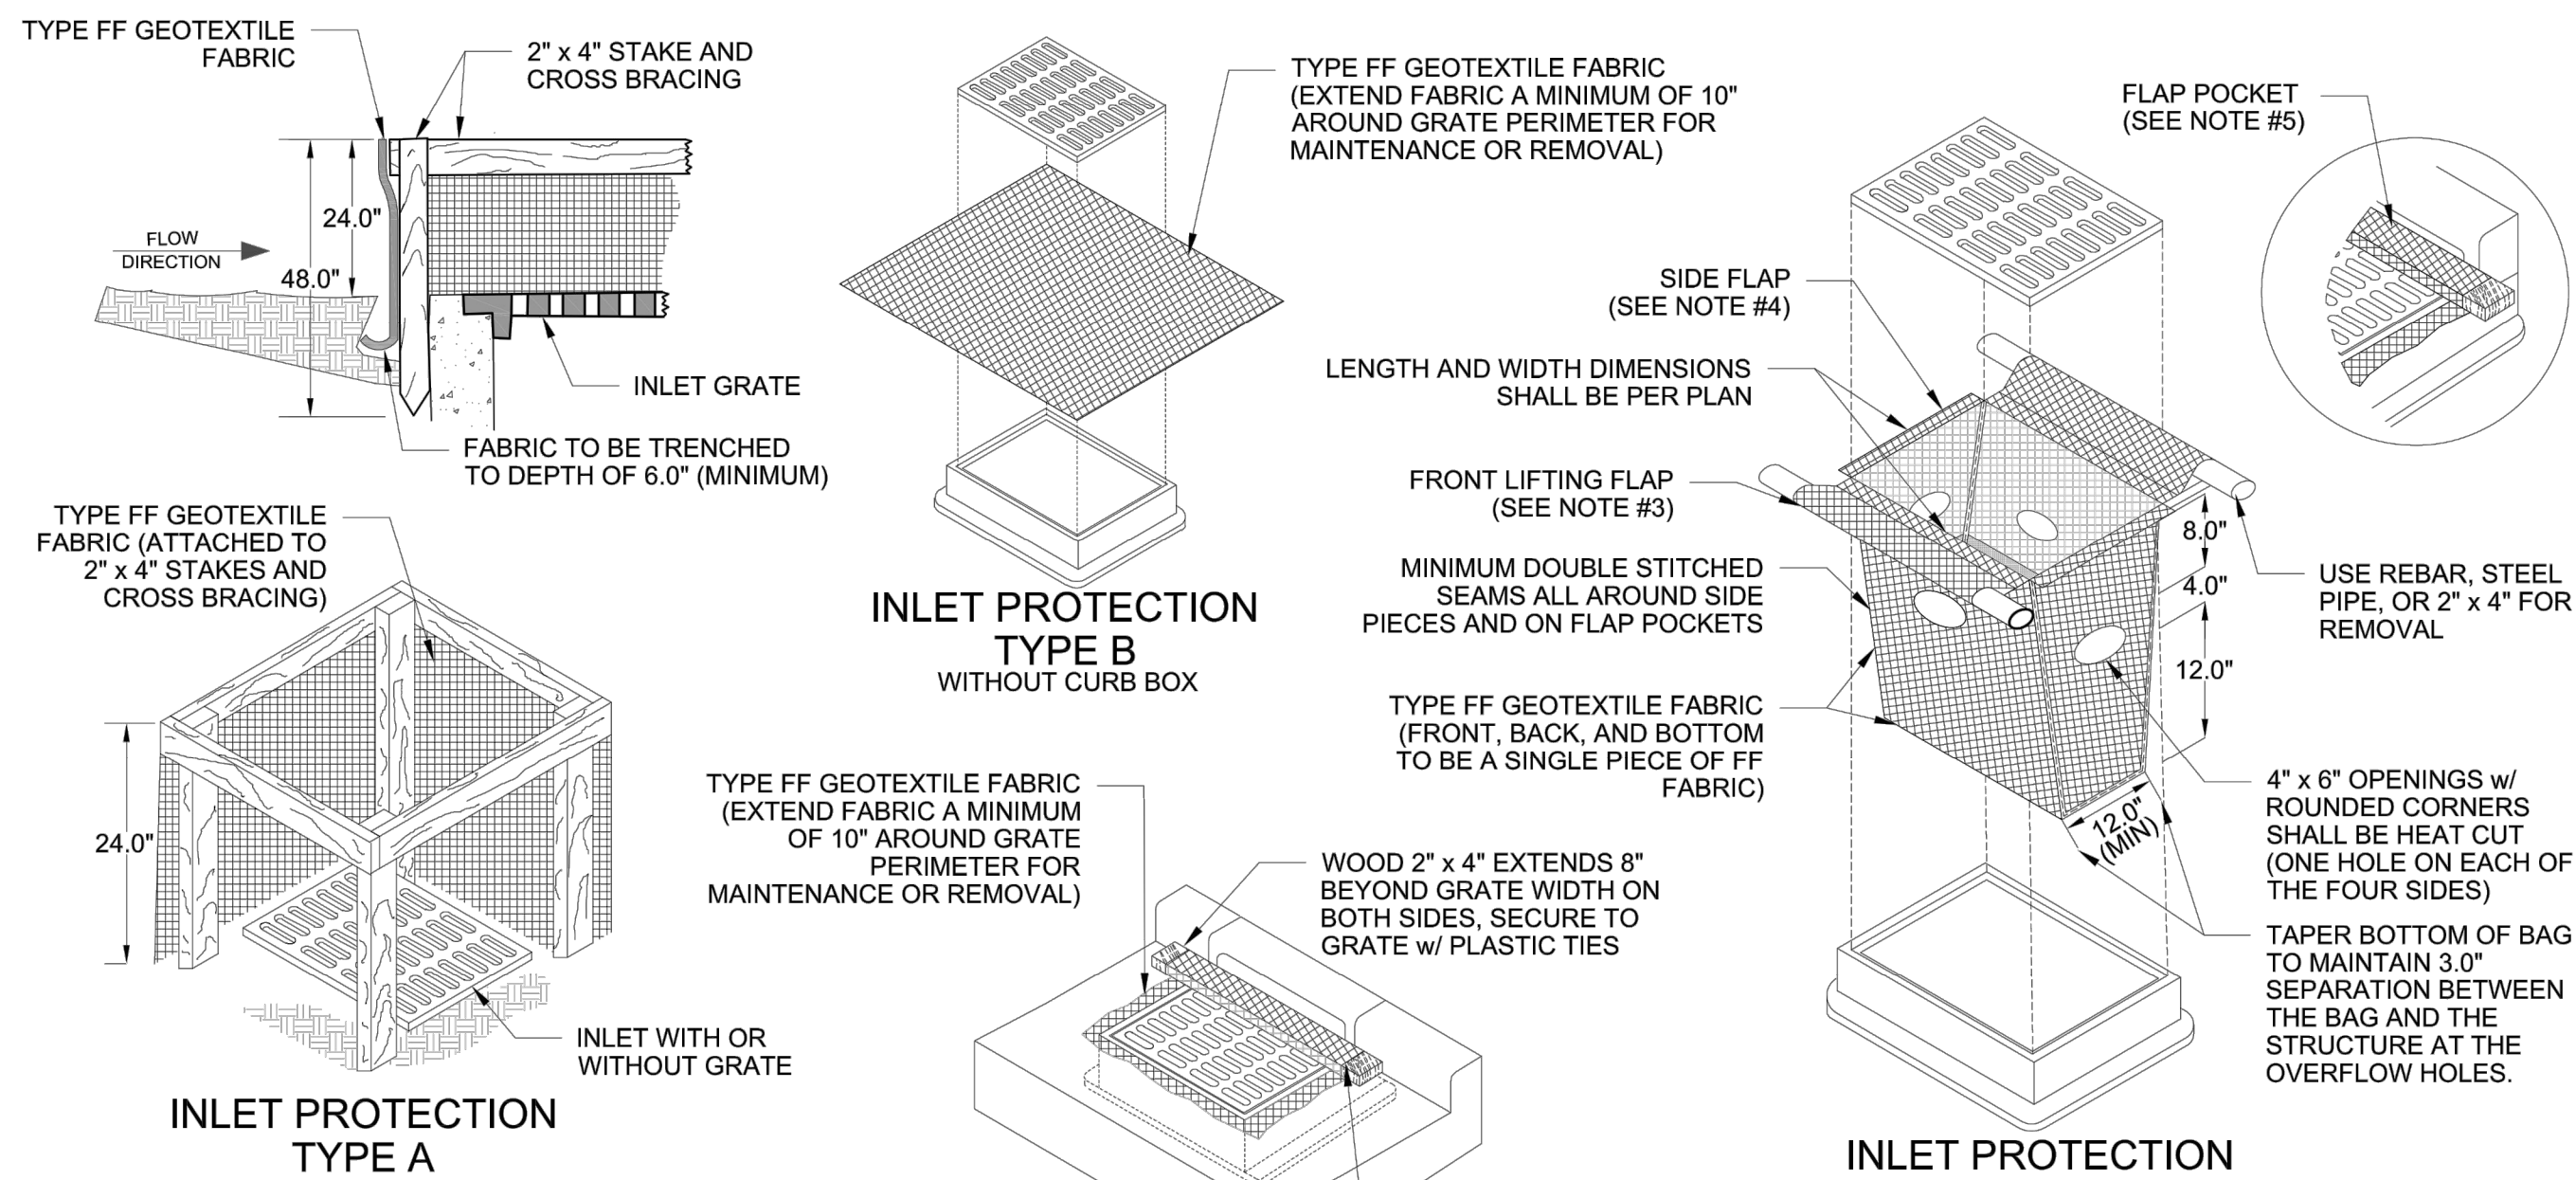 TYPE FF GEOTEXTILE
FABRIC
2" x 4" STAKE AND
CROSS BRACING
24.0"
FLOW
DIRECTION
48.0"
INLET GRATE
FABRIC TO BE TRENCHED
TO DEPTH OF 6.0" (MINIMUM)
TYPE FF GEOTEXTILE
FABRIC (ATTACHED TO
2" x 4" STAKES AND
CROSS BRACING)
24.0"
INLET WITH OR
WITHOUT GRATE
INLET PROTECTION
TYPE A
TYPE FF GEOTEXTILE FABRIC
(EXTEND FABRIC A MINIMUM OF 10"
AROUND GRATE PERIMETER FOR
MAINTENANCE OR REMOVAL)
INLET PROTECTION
TYPE B
WITHOUT CURB BOX
TYPE FF GEOTEXTILE FABRIC
(EXTEND FABRIC A MINIMUM
OF 10" AROUND GRATE
PERIMETER FOR
MAINTENANCE OR REMOVAL)
WOOD 2" x 4" EXTENDS 8"
BEYOND GRATE WIDTH ON
BOTH SIDES, SECURE TO
GRATE w/ PLASTIC TIES
FLAP POCKET
(SEE NOTE #5)
SIDE FLAP
(SEE NOTE #4)
LENGTH AND WIDTH DIMENSIONS
SHALL BE PER PLAN
FRONT LIFTING FLAP
(SEE NOTE #3)
MINIMUM DOUBLE STITCHED
SEAMS ALL AROUND SIDE
PIECES AND ON FLAP POCKETS
TYPE FF GEOTEXTILE FABRIC
(FRONT, BACK, AND BOTTOM
TO BE A SINGLE PIECE OF FF
FABRIC)
8.0"
4.0"
12.0"
12.0"
(MIN)
USE REBAR, STEEL
PIPE, OR 2" x 4" FOR
REMOVAL
4" x 6" OPENINGS w/
ROUNDED CORNERS
SHALL BE HEAT CUT
(ONE HOLE ON EACH OF
THE FOUR SIDES)
TAPER BOTTOM OF BAG
TO MAINTAIN 3.0"
SEPARATION BETWEEN
THE BAG AND THE
STRUCTURE AT THE
OVERFLOW HOLES.
INLET PROTECTION